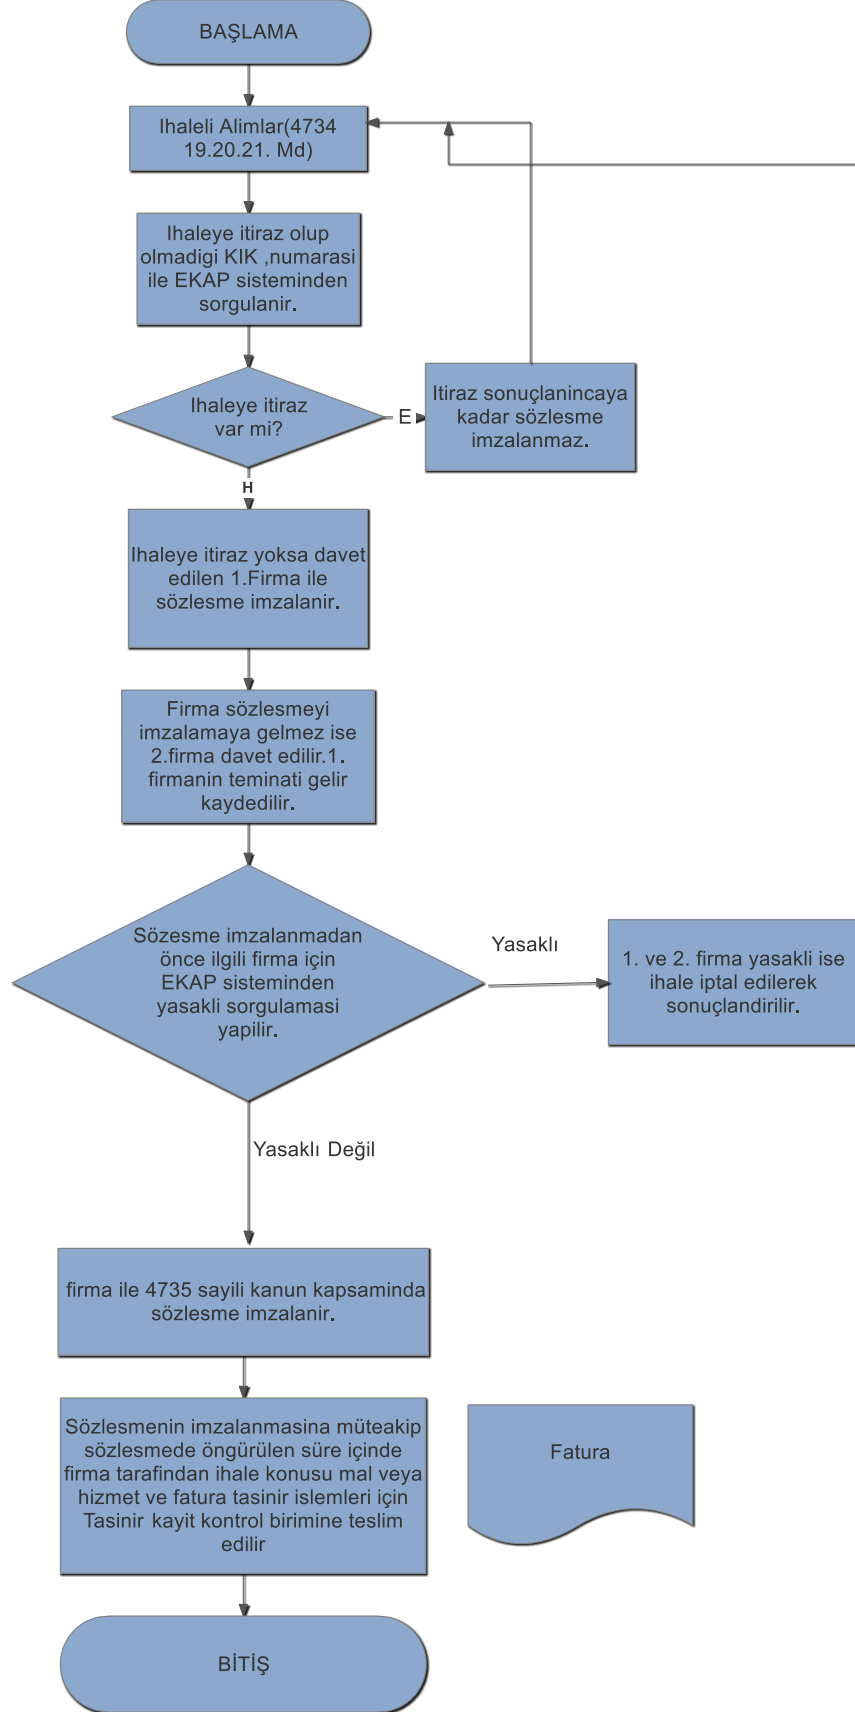 BAŞLAMA
Ihaleli Alimlar(4734
19.20.21. Md)
Ihaleye itiraz olup
olmadigi KIK ,numarasi
ile EKAP sisteminden
sorgulanir.
Ihaleye itiraz
var mi?
E
Itiraz sonuçlanincaya
kadar sözlesme
imzalanmaz.
H
Ihaleye itiraz yoksa davet
edilen 1.Firma ile
sözlesme imzalanir.
Firma sözlesmeyi
imzalamaya gelmez ise
2.firma davet edilir.1.
firmanin teminati gelir
kaydedilir.
Sözesme imzalanmadan
önce ilgili firma için
EKAP sisteminden
yasakli sorgulamasi
yapilir.
Yasaklı
1. ve 2. firma yasakli ise
ihale iptal edilerek
sonuçlandirilir.
Yasaklı Değil
firma ile 4735 sayili kanun kapsaminda
sözlesme imzalanir.
Sözlesmenin imzalanmasina müteakip
sözlesmede öngürülen süre içinde
firma tarafindan ihale konusu mal veya
hizmet ve fatura tasinir islemleri için
Tasinir kayit kontrol birimine teslim
edilir
Fatura
BİTİŞ